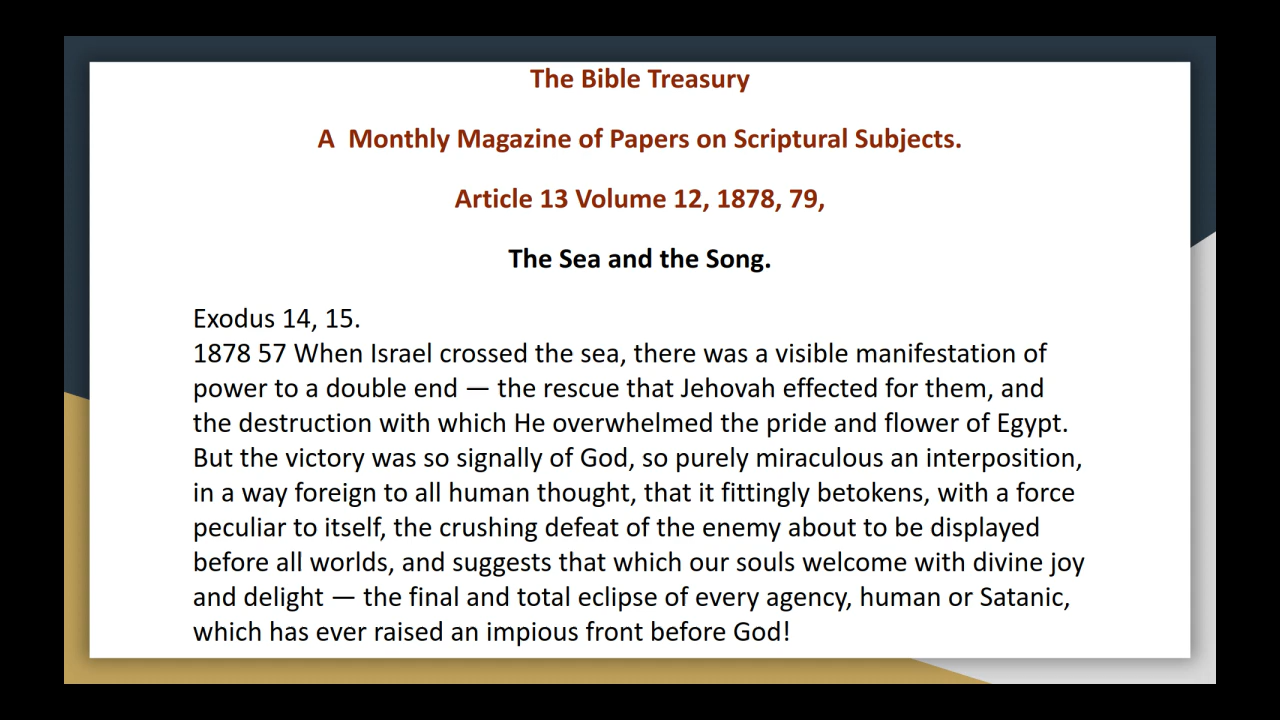 The Bible Treasury
A  Monthly Magazine of Papers on Scriptural Subjects.
Article 13 Volume 12, 1878, 79,
The Sea and the Song.
Exodus 14, 15.
1878 57 When Israel crossed the sea, there was a visible manifestation of
power to a double end — the rescue that Jehovah effected for them, and
the destruction with which He overwhelmed the pride and flower of Egypt.
But the victory was so signally of God, so purely miraculous an interposition,
in a way foreign to all human thought, that it fittingly betokens, with a force
peculiar to itself, the crushing defeat of the enemy about to be displayed
before all worlds, and suggests that which our souls welcome with divine joy
and delight — the final and total eclipse of every agency, human or Satanic,
which has ever raised an impious front before God!